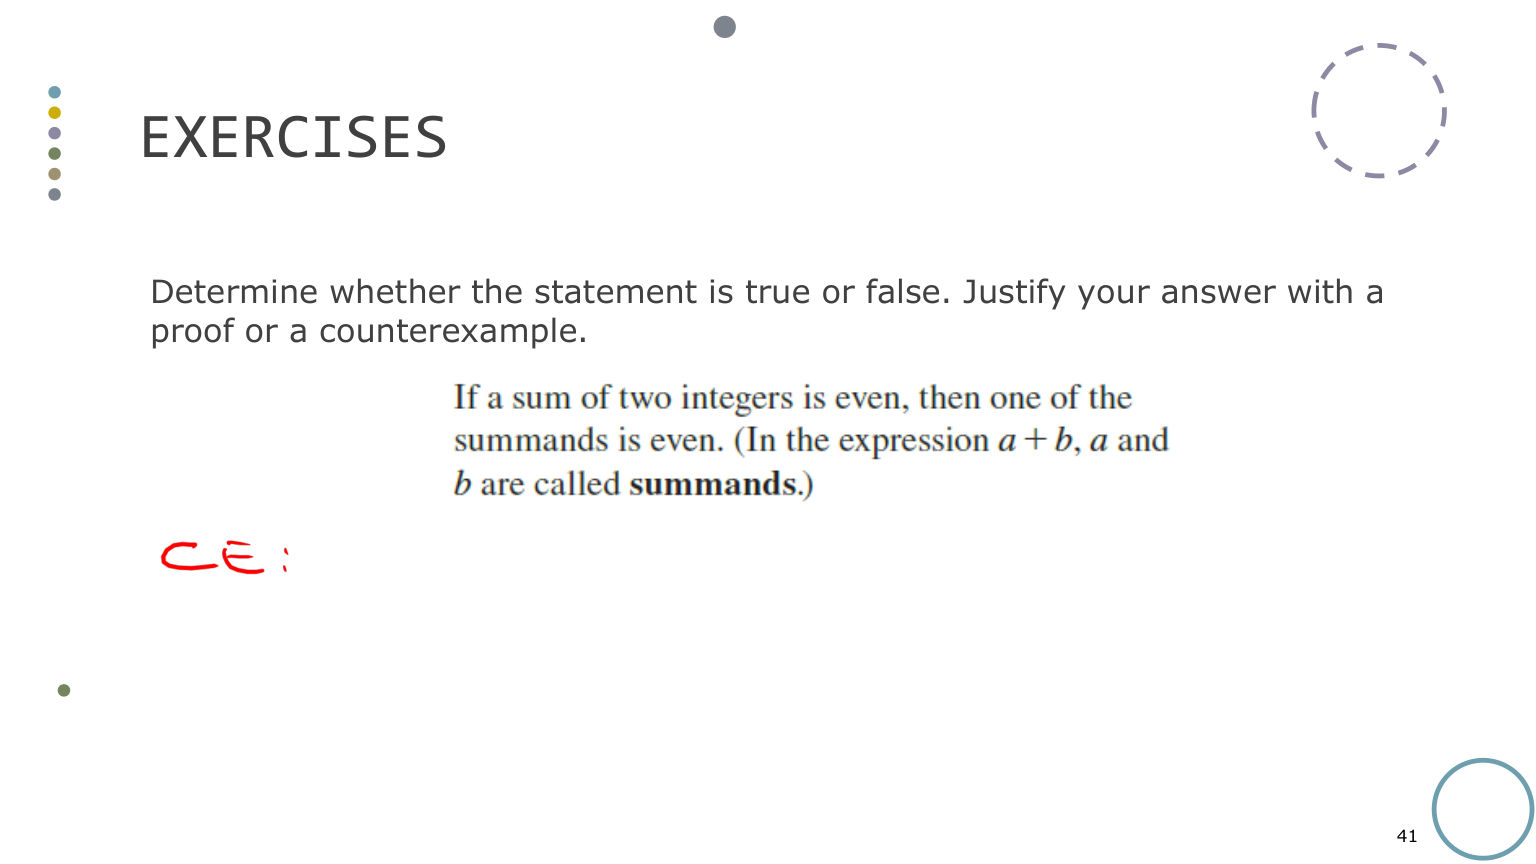 EXERCISES
Determine whether the statement is true or false. Justify your answer with a
proof or a counterexample.
If a sum of two integers is even, then one of the
summands is even. (In the expression a + b, a and
b are called summands.)
CE:
41